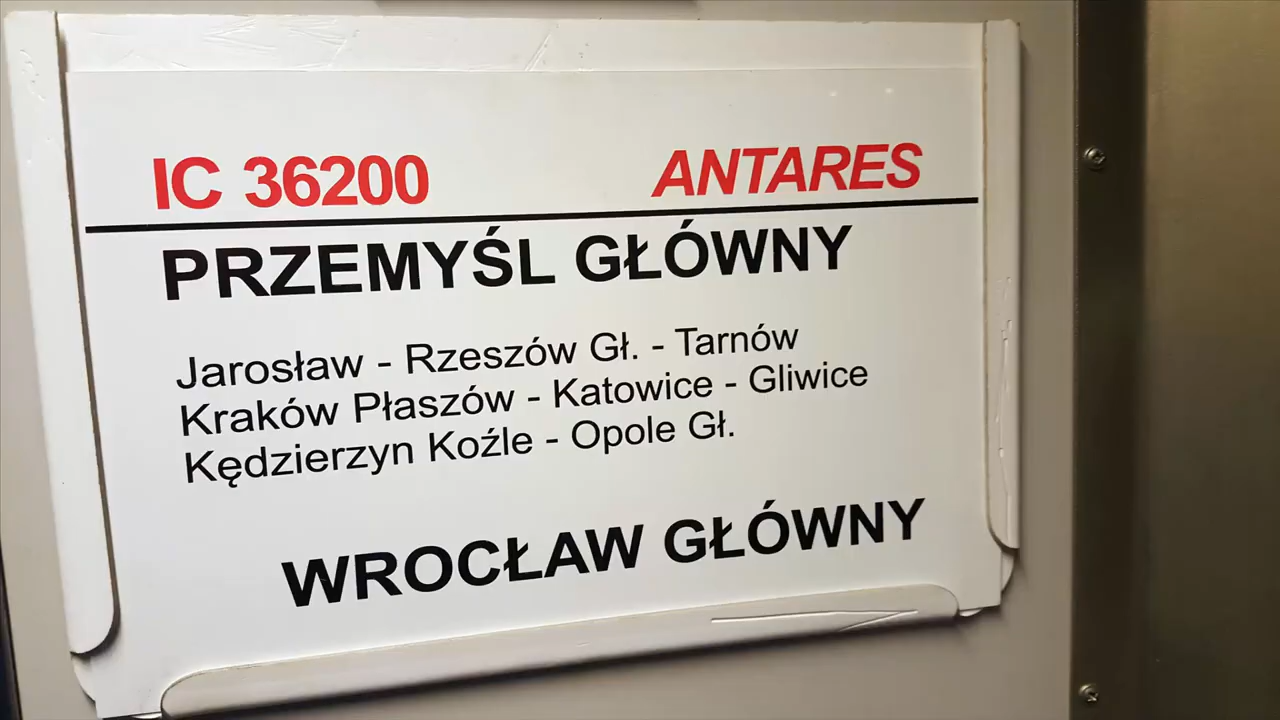 IC 36200 ANTARES
PRZEMYŚL GŁÓWNY
Jarosław - Rzeszów Gł. - Tarnów
Kraków Płaszów - Katowice - Gliwice
Kędzierzyn Koźle - Opole Gł.
WROCŁAW GŁÓWNY